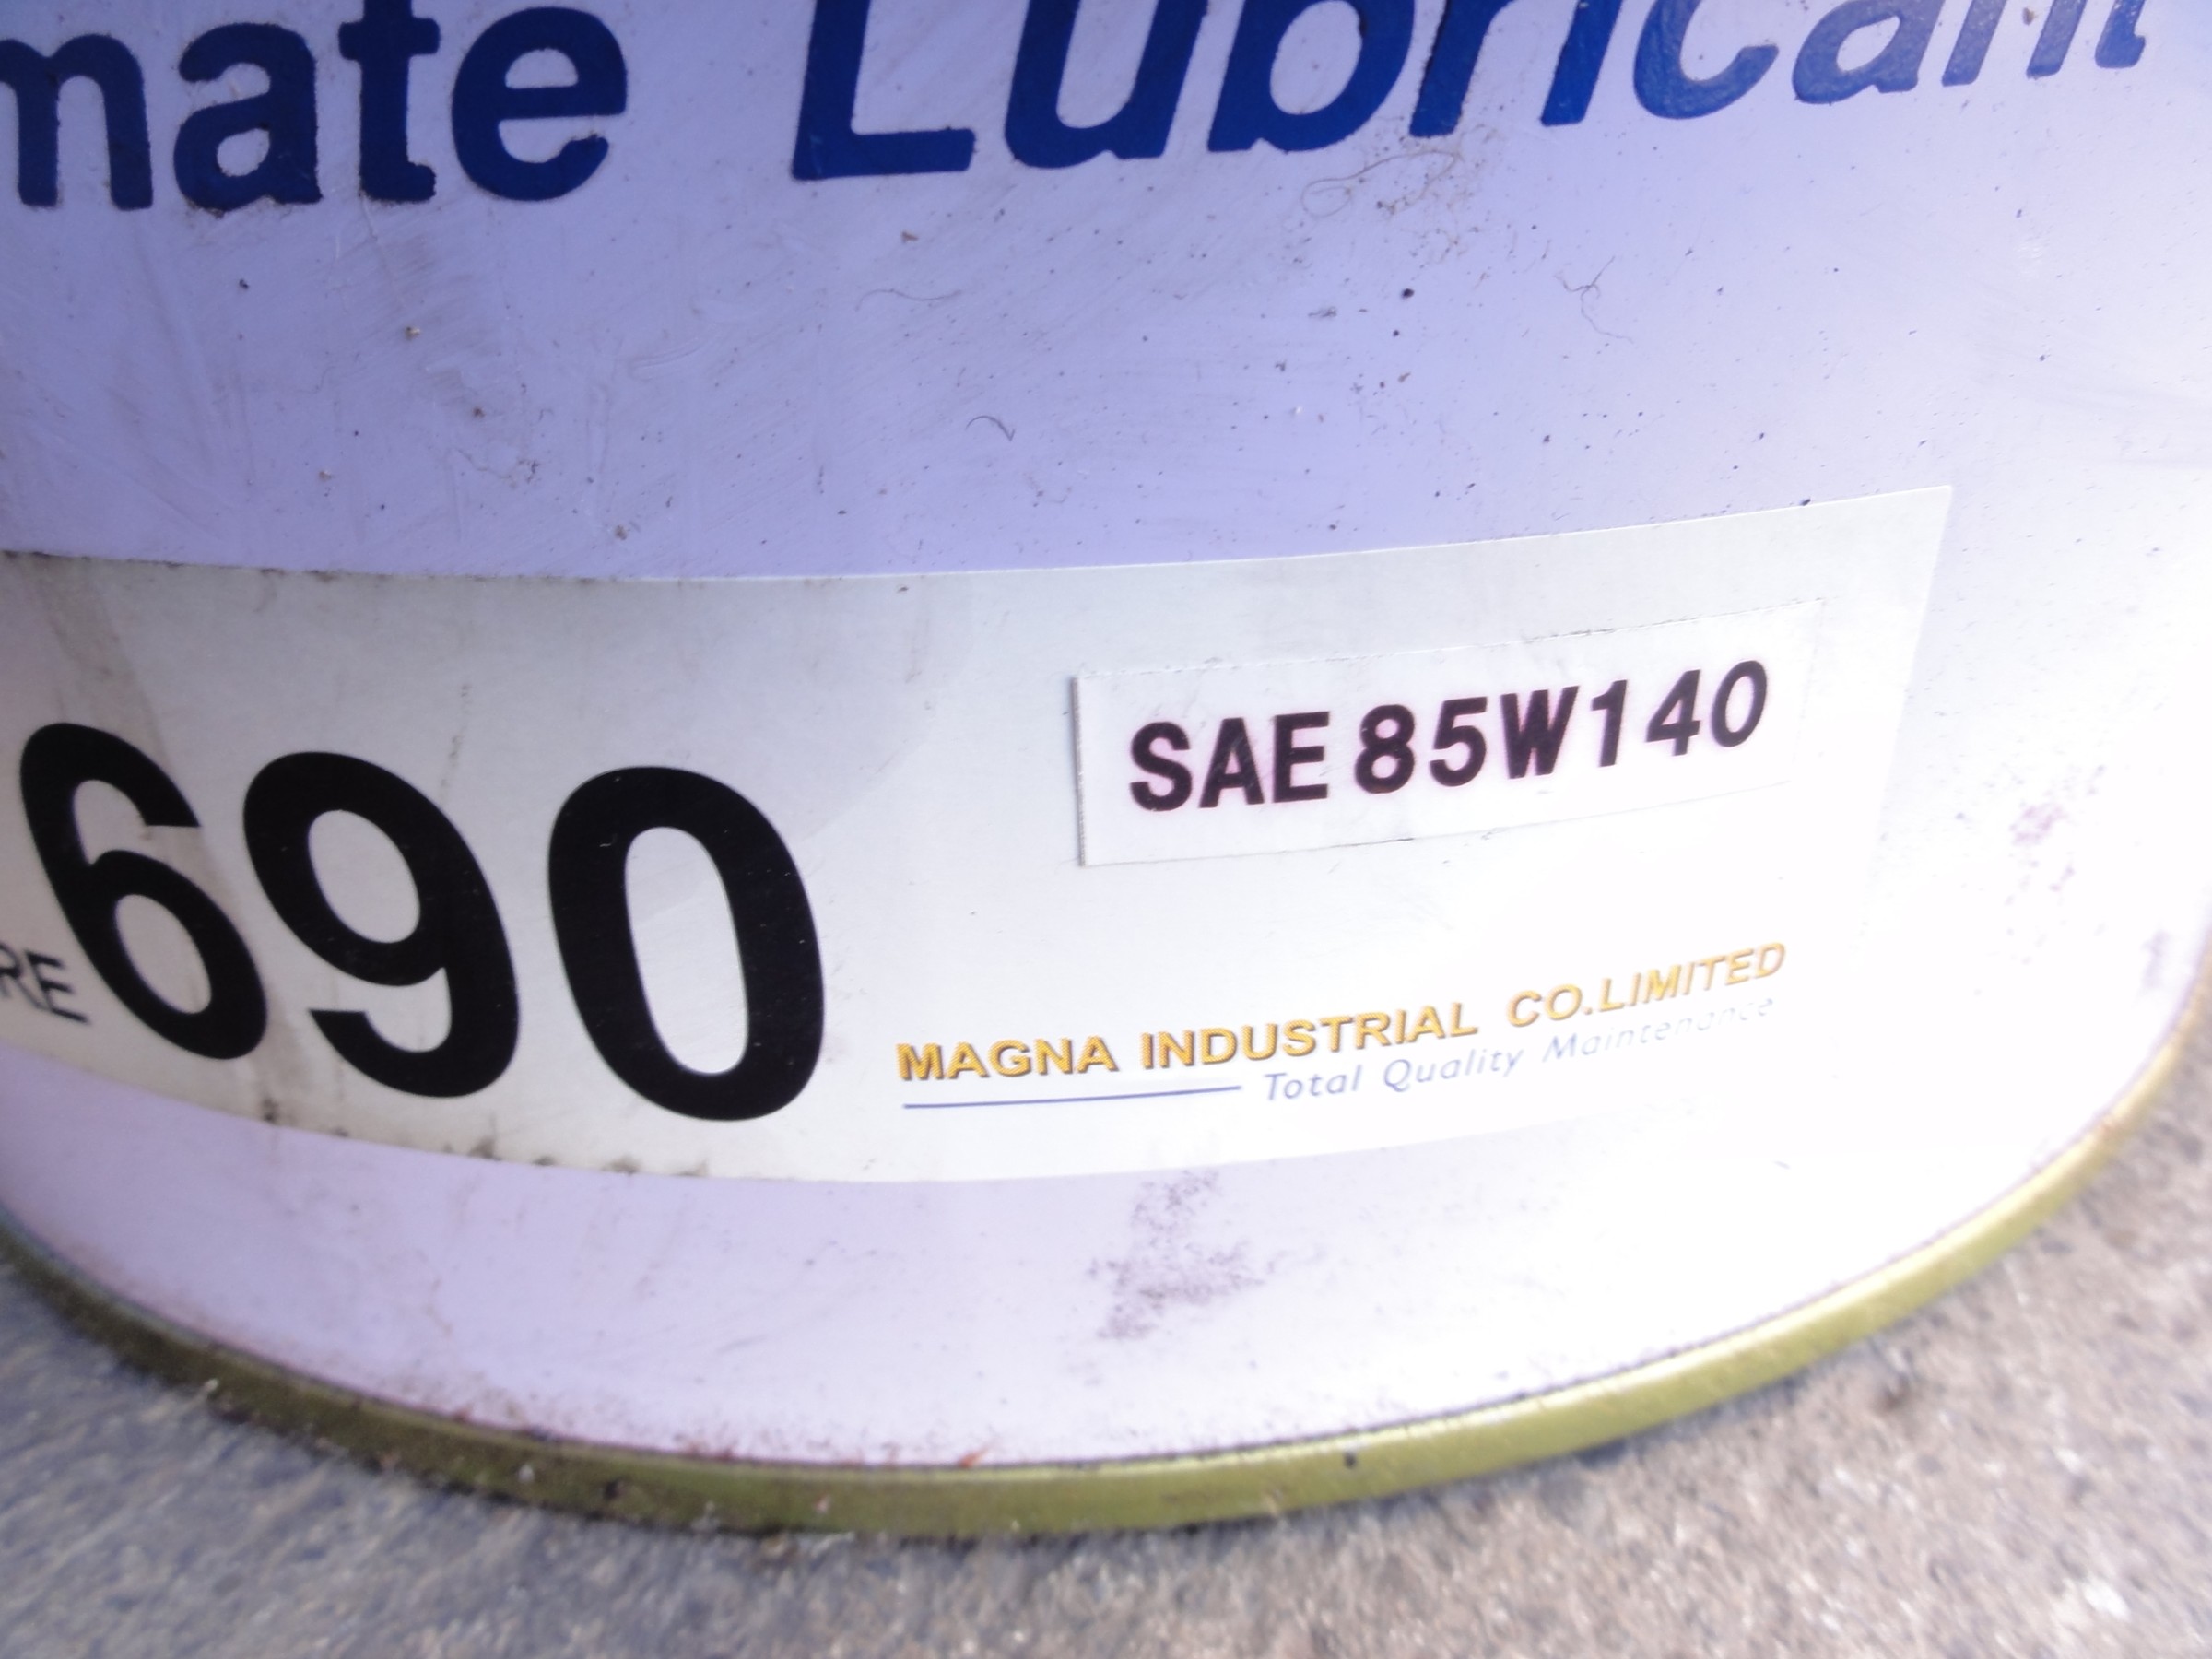 mate Lubricant
SAE 85W140
RE 690
MAGNA INDUSTRIAL CO.LIMITED
Total Quality Maintenance